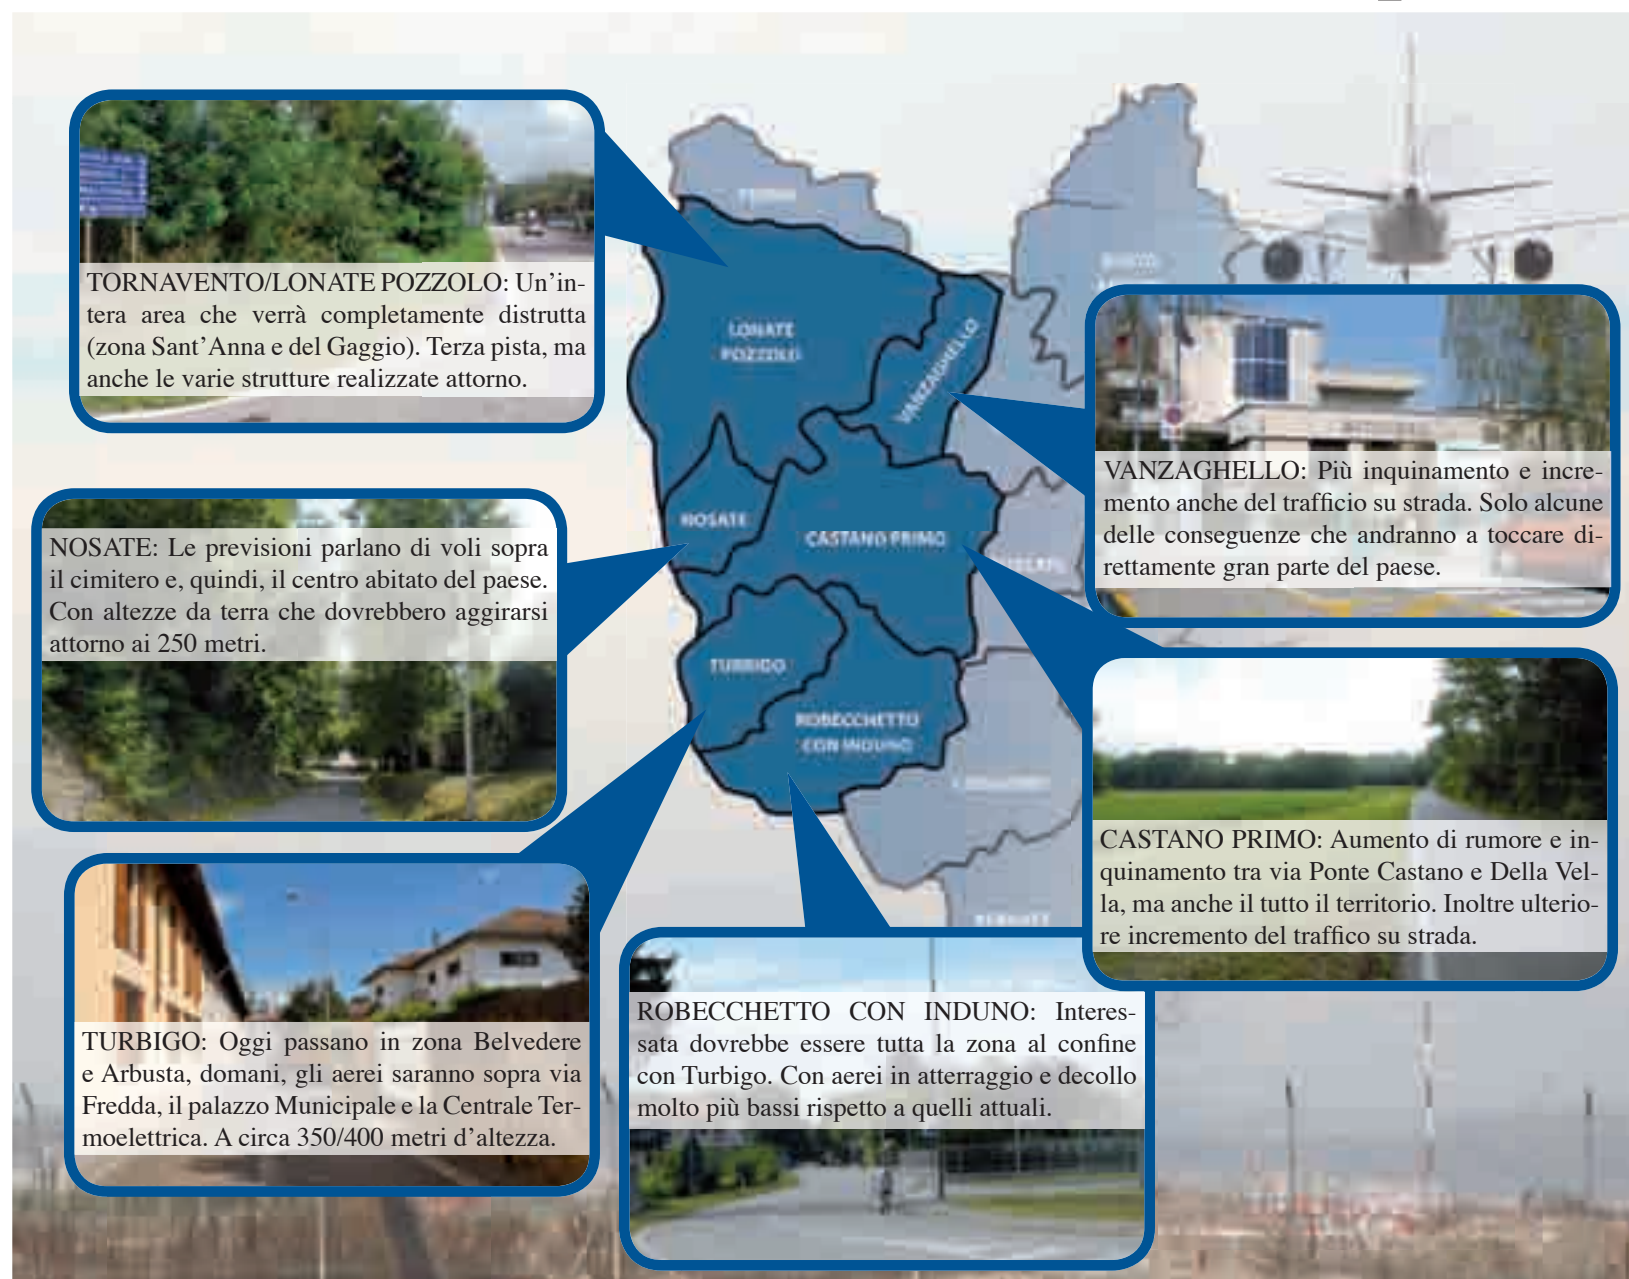 TORNAVENTO/LONATE POZZOLO: Un'in-
tera area che verrà completamente distrutta
(zona Sant'Anna e del Gaggio). Terza pista, ma
anche le varie strutture realizzate attorno.
NOSATE: Le previsioni parlano di voli sopra
il cimitero e, quindi, il centro abitato del paese.
Con altezze da terra che dovrebbero aggirarsi
attorno ai 250 metri.
TURBIGO: Oggi passano in zona Belvedere
e Arbusta, domani, gli aerei saranno sopra via
Fredda, il palazzo Municipale e la Centrale Ter-
moelettrica. A circa 350/400 metri d'altezza.
LONATE
POZZOLO
VANZAGHELLO
NOSATE
CASTANO PRIMO
TURBIGO
ROBECCHETTO
CON INDUNO
VANZAGHELLO: Più inquinamento e incre-
mento anche del trafficio su strada. Solo alcune
delle conseguenze che andranno a toccare di-
rettamente gran parte del paese.
CASTANO PRIMO: Aumento di rumore e in-
quinamento tra via Ponte Castano e Della Vel-
la, ma anche il tutto il territorio. Inoltre ulterio-
re incremento del traffico su strada.
ROBECCHETTO CON INDUNO: Interes-
sata dovrebbe essere tutta la zona al confine
con Turbigo. Con aerei in atterraggio e decollo
molto più bassi rispetto a quelli attuali.